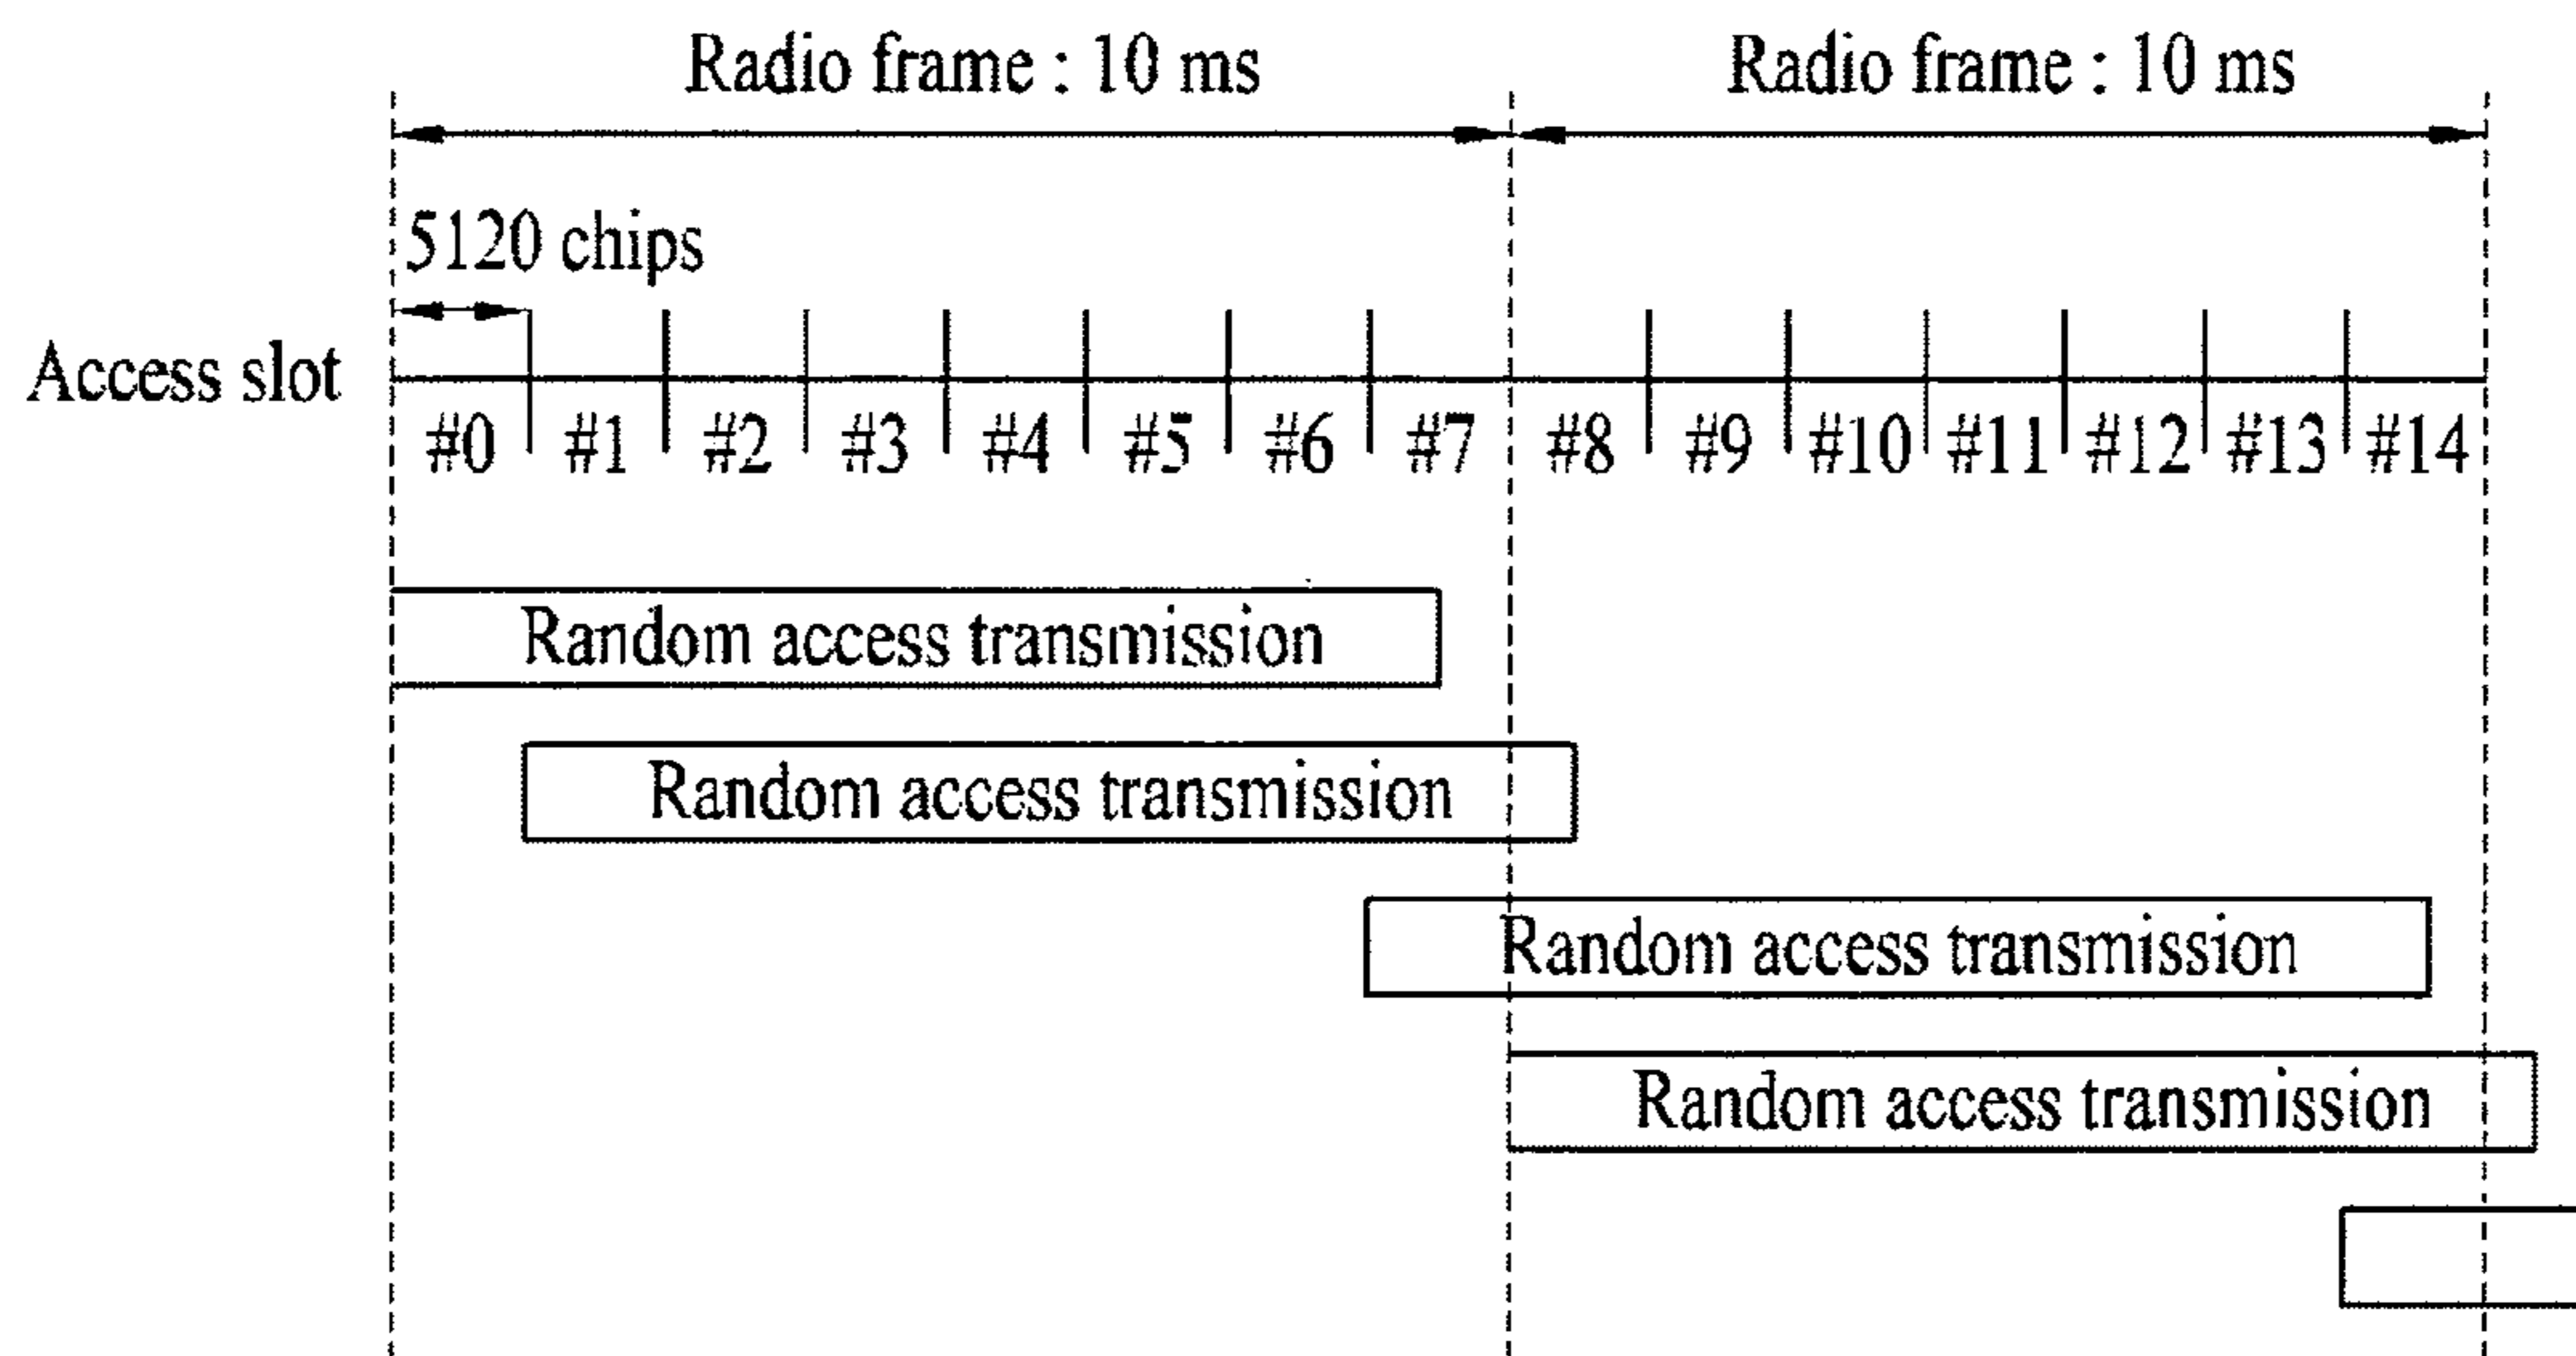 Radio frame : 10 ms Radio frame : 10 ms
5120 chips
Access slot
#0 #1 #2 #3 #4 #5 #6 #7 #8 #9 #10 #11 #12 #13 #14
Random access transmission
Random access transmission
Random access transmission
Random access transmission